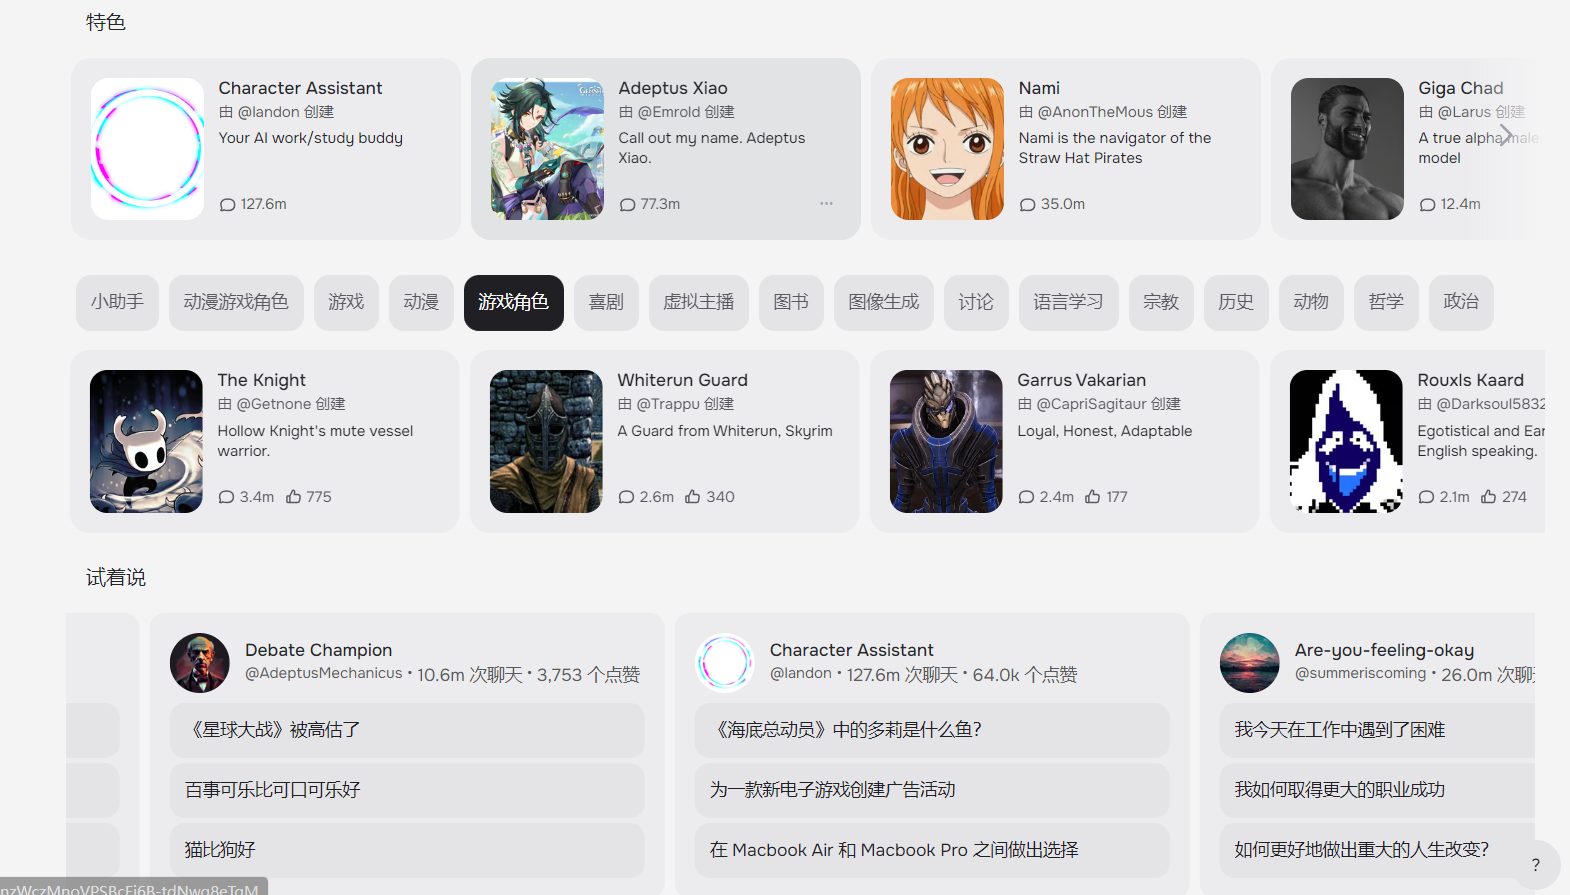 特色
Character Assistant
由 @landon 创建
Your AI work/study buddy
127.6m
Adeptus Xiao
由 @Emrold 创建
Call out my name. Adeptus
Xiao.
77.3m
Nami
由 @AnonTheMous 创建
Nami is the navigator of the
Straw Hat Pirates
35.0m
Giga Chad
由 @Larus 创建
A true alpha male
model
12.4m
小助手 动漫游戏角色 游戏 动漫 游戏角色 喜剧 虚拟主播 图书 图像生成 讨论 语言学习 宗教 历史 动物 哲学 政治
The Knight
由 @Getnone 创建
Hollow Knight's mute vessel
warrior.
3.4m 775
Whiterun Guard
由 @Trappu 创建
A Guard from Whiterun, Skyrim
2.6m 340
Garrus Vakarian
由 @CapriSagitaur 创建
Loyal, Honest, Adaptable
2.4m 177
Rouxls Kaard
由 @Darksoul5832
Egotistical and Ear
English speaking.
2.1m 274
试着说
Debate Champion
@AdeptusMechanicus • 10.6m 次聊天 • 3,753 个点赞
《星球大战》被高估了
百事可乐比可口可乐好
猫比狗好
Character Assistant
@landon • 127.6m 次聊天 • 64.0k 个点赞
《海底总动员》中的多莉是什么鱼？
为一款新电子游戏创建广告活动
在 Macbook Air 和 Macbook Pro 之间做出选择
Are-you-feeling-okay
@summeriscoming • 26.0m 次聊
我今天在工作中遇到了困难
我如何取得更大的职业成功
如何更好地做出重大的人生改变？
?